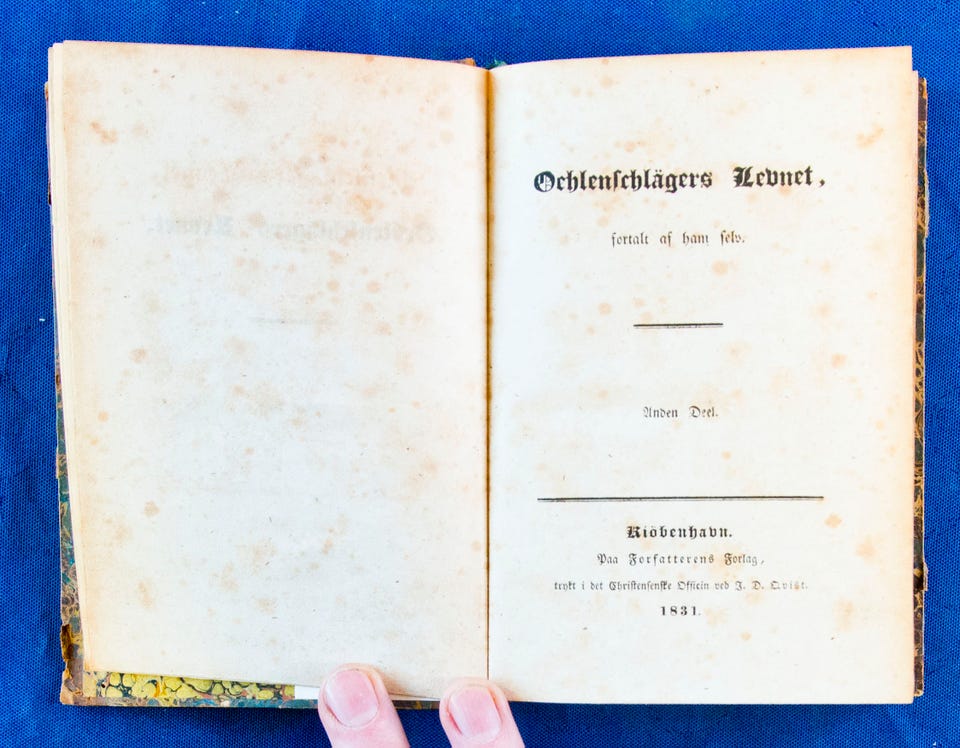 Oehlenschlägers Levnet,
fortalt af ham selv.
Anden Deel.
Kiöbenhavn.
Paa Forfatterens Forlag,
trykt i det Christensenske Officin ved J. D. Qvist.
1831.